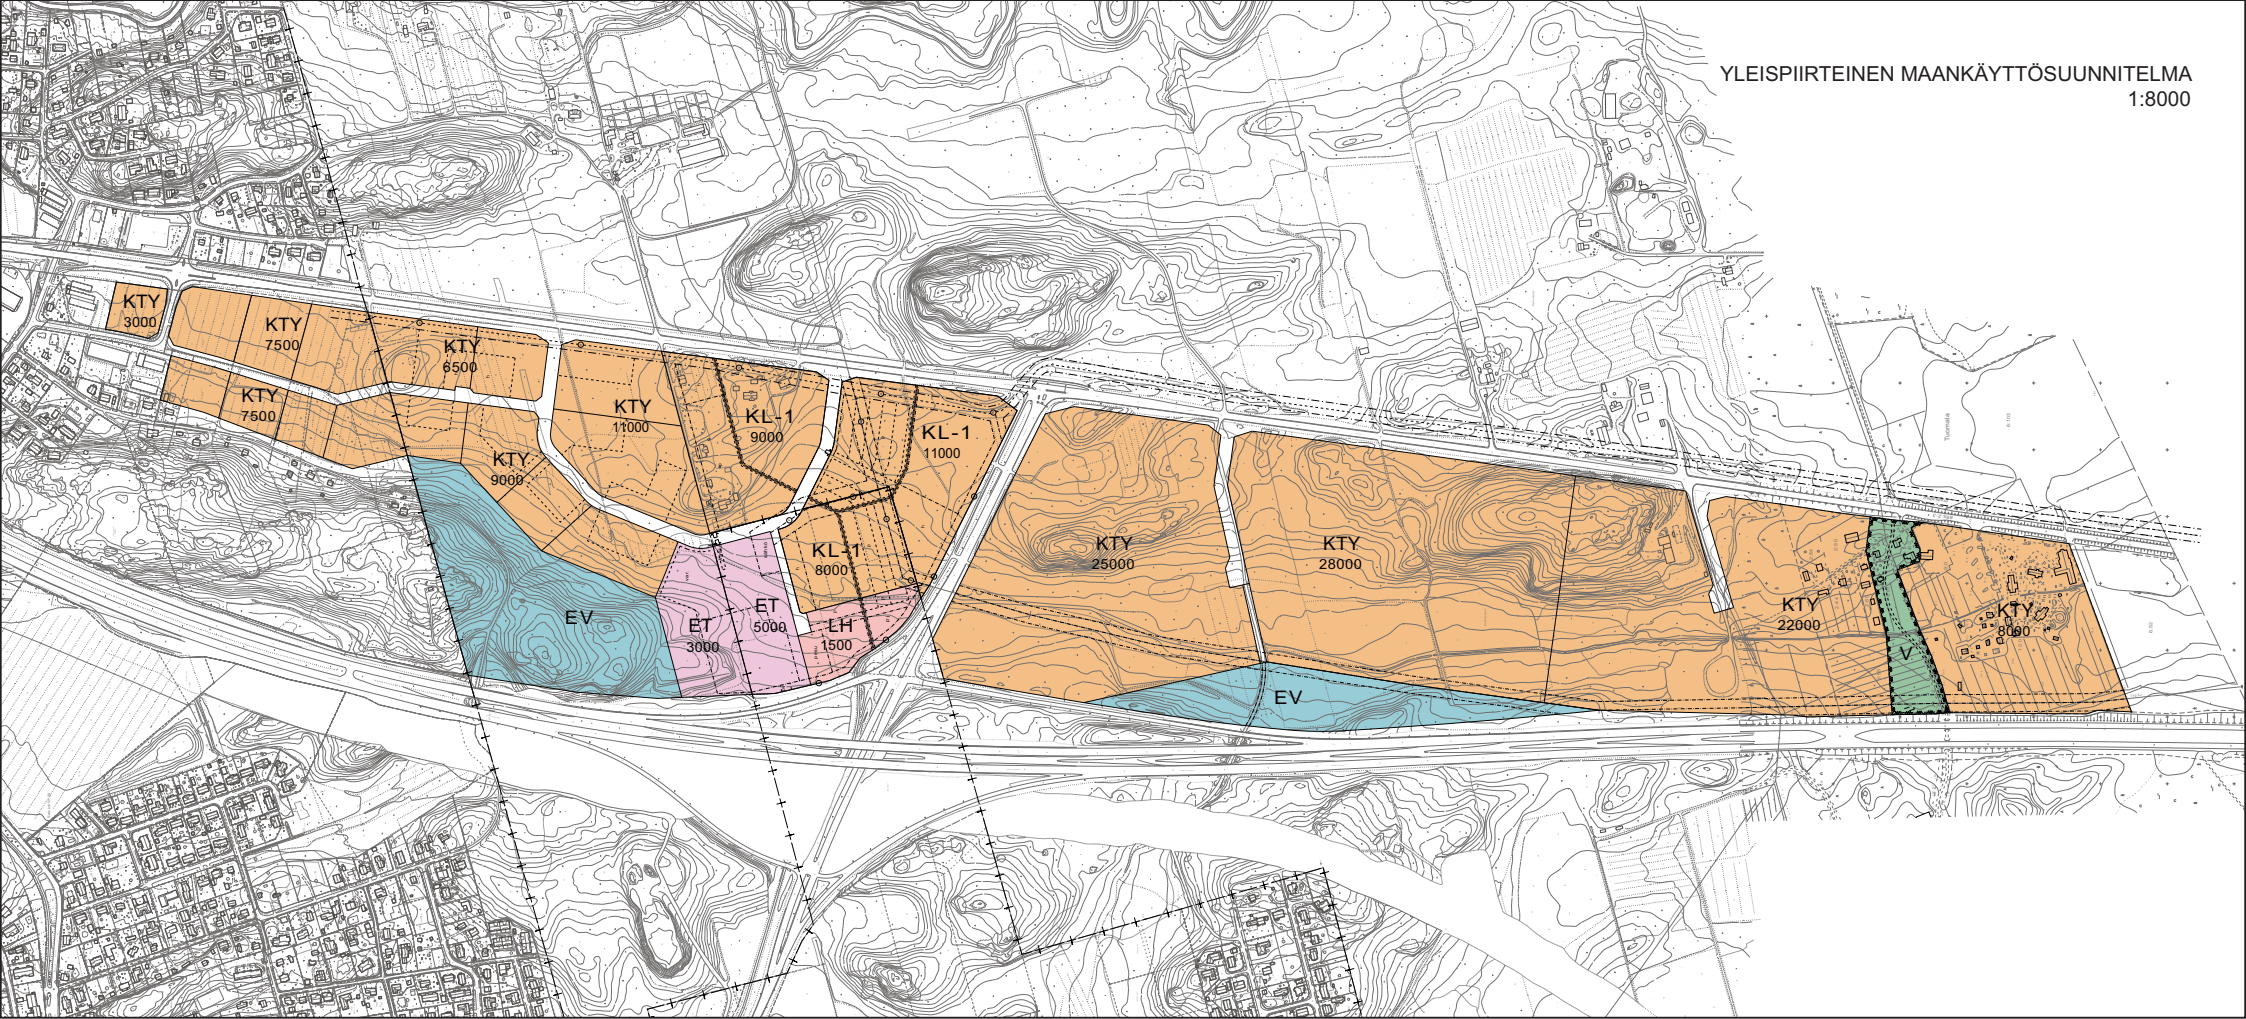 YLEISPIIRTEINEN MAANKÄYTTÖSUUNNITELMA
1:8000
KTY
3000
KTY
7500
KTY
6500
KTY
7500
KTY
11000
KL-1
9000
KL-1
11000
KTY
9000
KL-1
8000
KTY
25000
KTY
28000
KTY
22000
KTY
8000
EV
ET
3000
ET
5000
LH
1500
V
EV
Tuomala